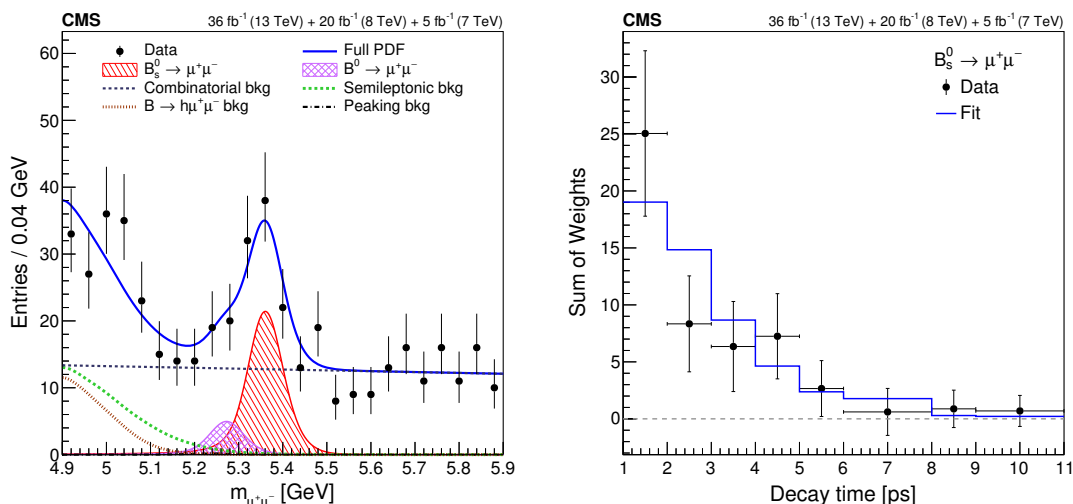 CMS 36 fb⁻¹ (13 TeV) + 20 fb⁻¹ (8 TeV) + 5 fb⁻¹ (7 TeV)
Data Full PDF
B⁰ₛ → μ⁺μ⁻ B⁰ → μ⁺μ⁻
Combinatorial bkg Semileptonic bkg
B → hμ⁺μ⁻ bkg Peaking bkg
Entries / 0.04 GeV
60
50
40
30
20
10
0
4.9 5 5.1 5.2 5.3 5.4 5.5 5.6 5.7 5.8 5.9
m_μ⁺μ⁻ [GeV]
CMS 36 fb⁻¹ (13 TeV) + 20 fb⁻¹ (8 TeV) + 5 fb⁻¹ (7 TeV)
B⁰ₛ → μ⁺μ⁻
Data
Fit
Sum of Weights
30
25
20
15
10
5
0
1 2 3 4 5 6 7 8 9 10 11
Decay time [ps]